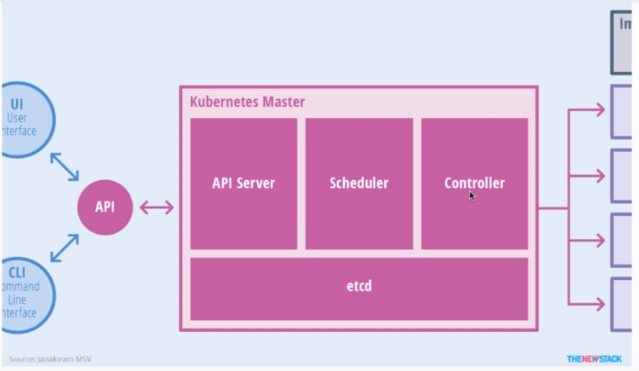 Im
UI
User
nterface
Kubernetes Master
API Server
Scheduler
Controller
API
etcd
CLI
ommand
Line
nterface
Source: Janakiram MSV
THENEWSTACK